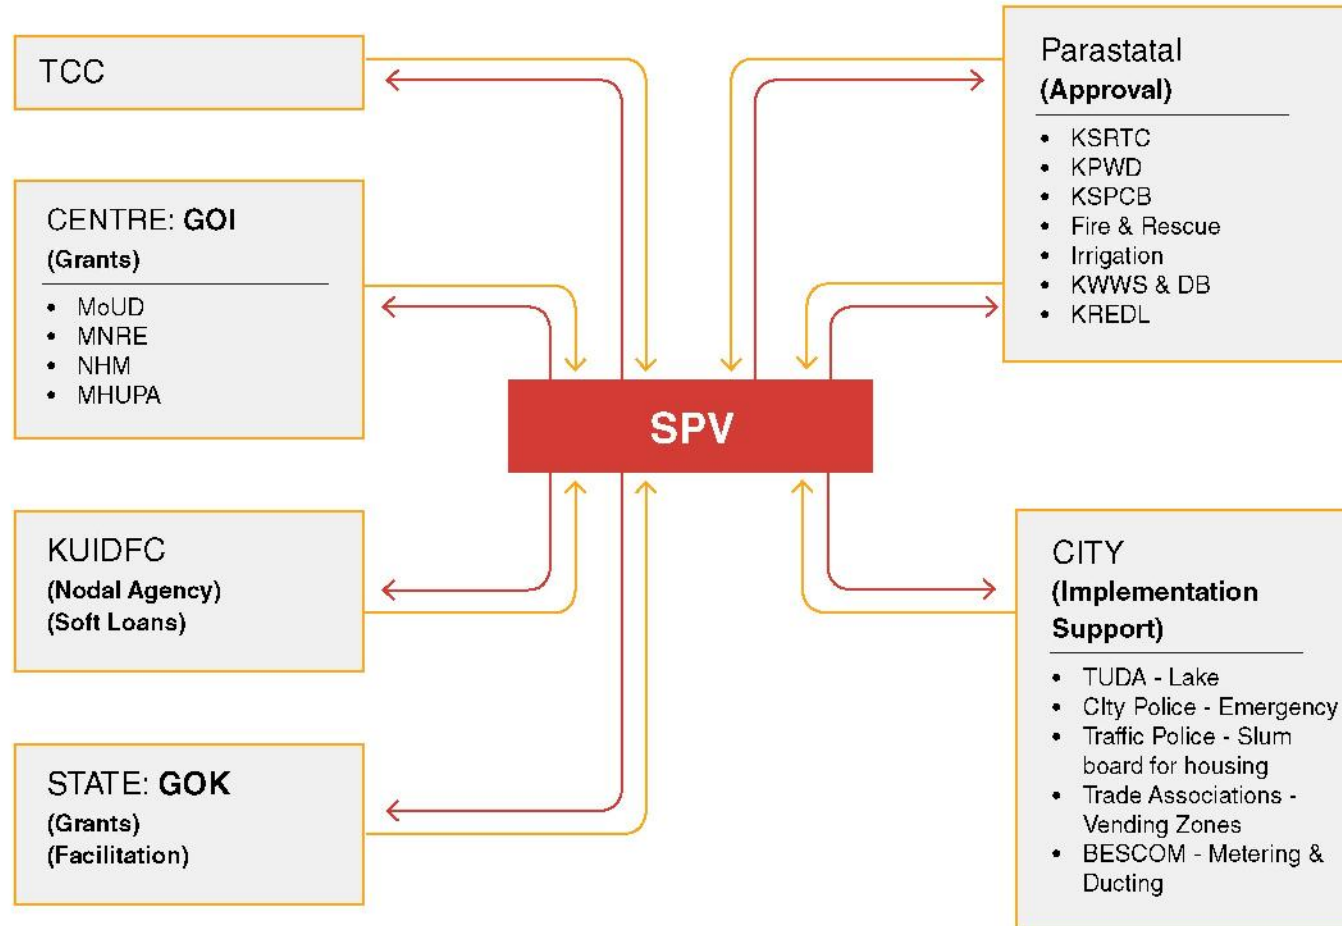 TCC
CENTRE: GOI
(Grants)
• MoUD
• MNRE
• NHM
• MHUPA
KUIDFC
(Nodal Agency)
(Soft Loans)
STATE: GOK
(Grants)
(Facilitation)
SPV
Parastatal
(Approval)
• KSRTC
• KPWD
• KSPCB
• Fire & Rescue
• Irrigation
• KWWS & DB
• KREDL
CITY
(Implementation
Support)
• TUDA - Lake
• CIty Police - Emergency
• Traffic Police - Slum
board for housing
• Trade Associations -
Vending Zones
• BESCOM - Metering &
Ducting